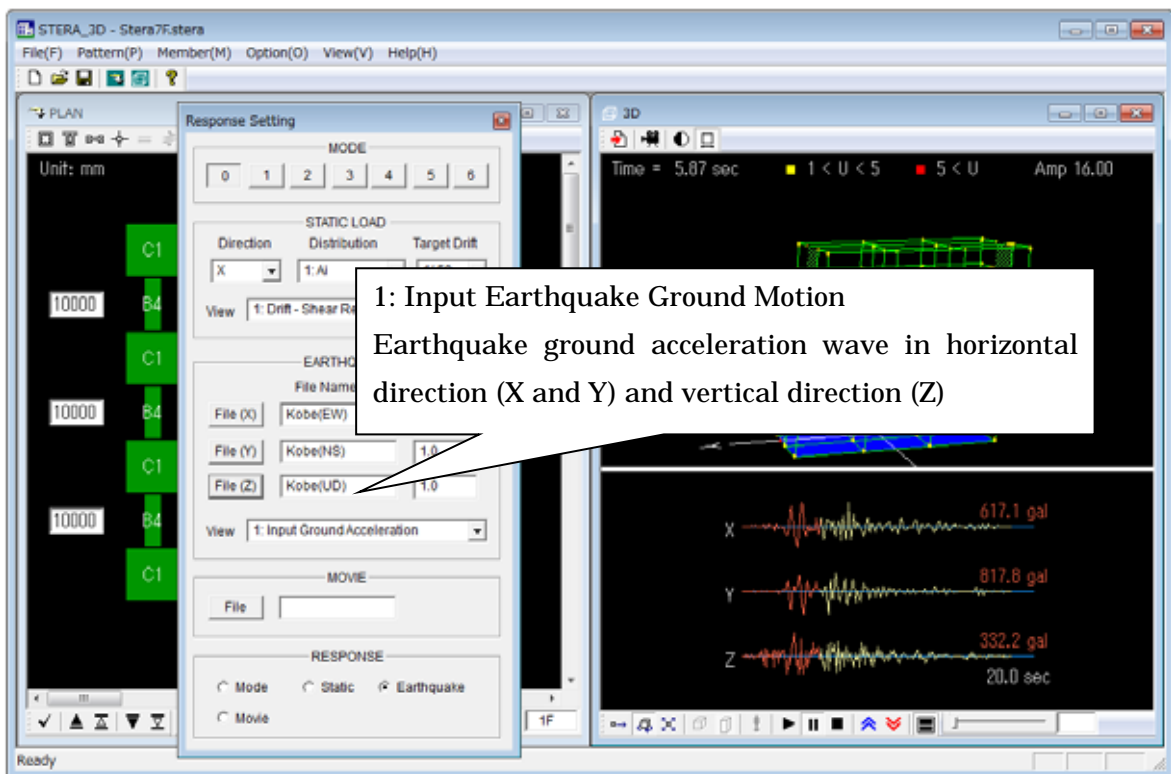 STERA_3D - Stera7F.stera
File(F) Pattern(P) Member(M) Option(O) View(V) Help(H)
PLAN
Unit: mm
C1
10000 B4
C1
10000 B4
C1
10000 B4
C1
1F
Response Setting
MODE
0 1 2 3 4 5 6
STATIC LOAD
Direction Distribution Target Drift
X 1: Ai
View 1: Drift - Shear Re
EARTHQ
File Name
File (X) Kobe(EW)
File (Y) Kobe(NS) 1.0
File (Z) Kobe(UD) 1.0
View 1: Input Ground Acceleration
MOVIE
File
RESPONSE
Mode Static Earthquake
Movie
1: Input Earthquake Ground Motion
Earthquake ground acceleration wave in horizontal
direction (X and Y) and vertical direction (Z)
3D
Time = 5.87 sec 1 < U < 5 5 < U Amp 16.00
617.1 gal
X
817.8 gal
Y
332.2 gal
Z
20.0 sec
Ready